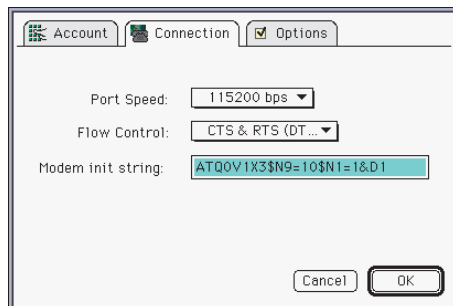 Account Connection Options
Port Speed: 115200 bps
Flow Control: CTS & RTS (DT...
Modem init string: ATQ0V1X3$N9=10$N1=1&D1
Cancel OK